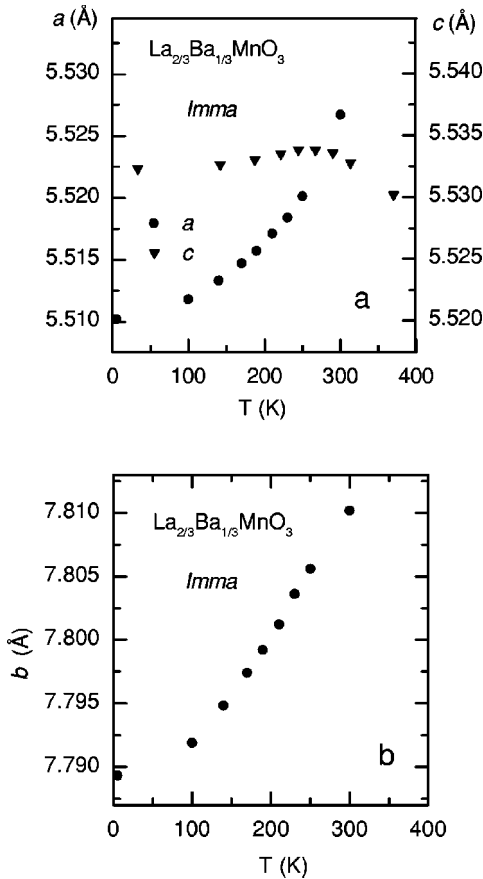 a (Å) c (Å)
La2/3Ba1/3MnO3
5.530 5.540
Imma
5.525 5.535
5.520 5.530
a
c
5.515 5.525
a
5.510 5.520
0 100 200 300 400
T (K)
7.810
La2/3Ba1/3MnO3
7.805
Imma
7.800
b (Å)
7.795
7.790
b
0 100 200 300 400
T (K)